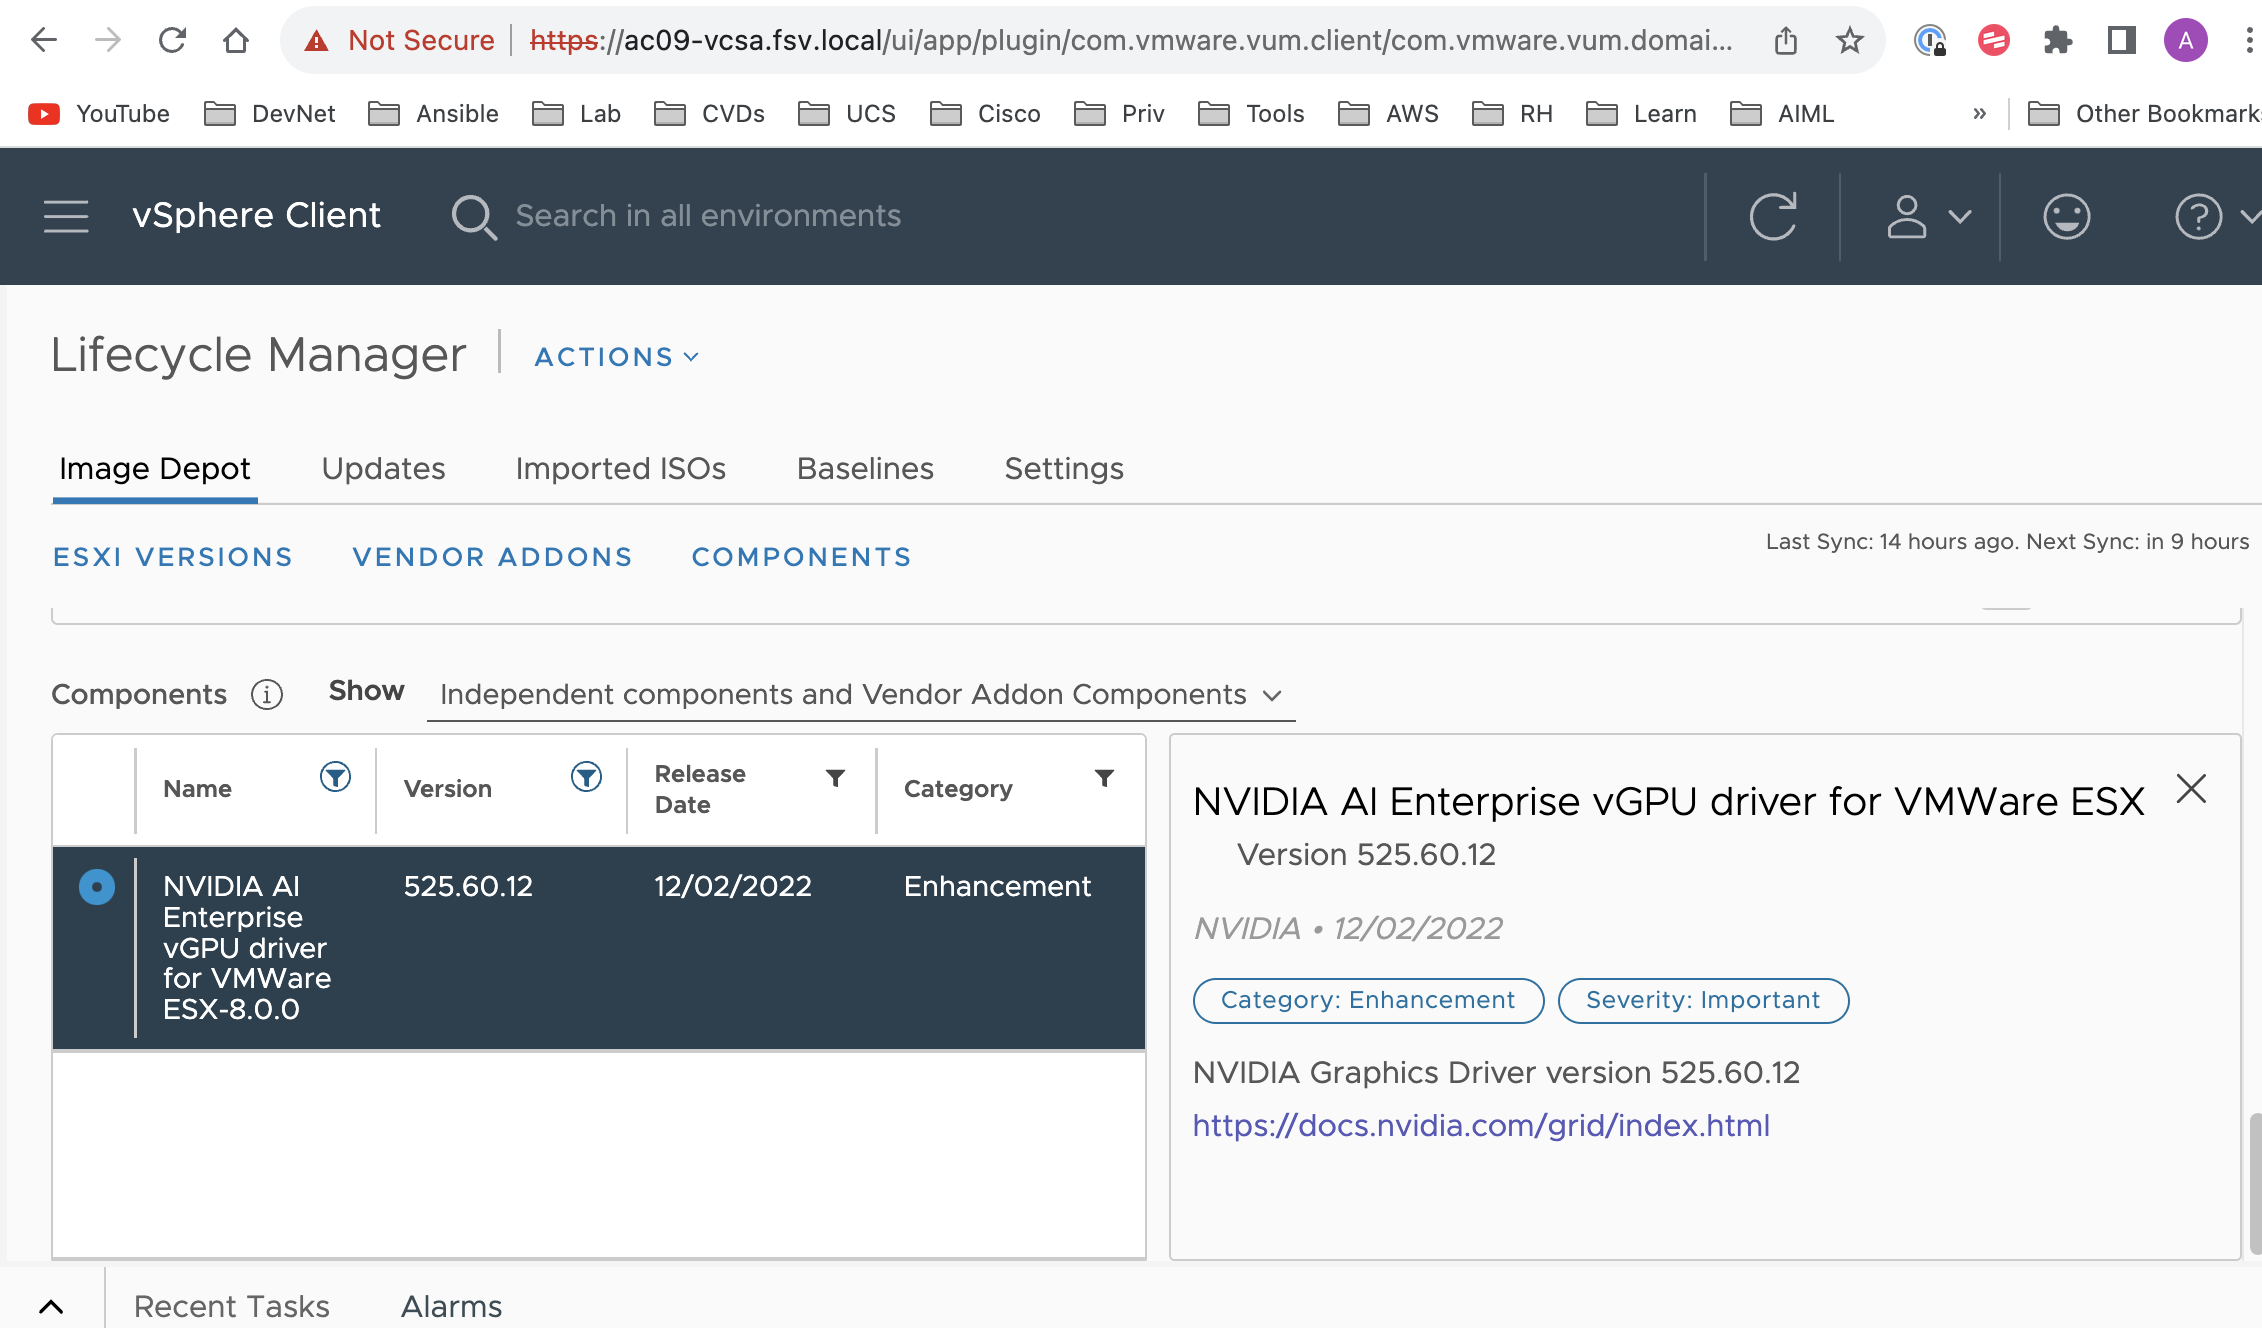 Not Secure https://ac09-vcsa.fsv.local/ui/app/plugin/com.vmware.vum.client/com.vmware.vum.domai... A
YouTube DevNet Ansible Lab CVDs UCS Cisco Priv Tools AWS RH Learn AIML » Other Bookmarks
vSphere Client Search in all environments
Lifecycle Manager ACTIONS
Image Depot Updates Imported ISOs Baselines Settings
ESXI VERSIONS VENDOR ADDONS COMPONENTS Last Sync: 14 hours ago. Next Sync: in 9 hours
Components Show Independent components and Vendor Addon Components
Name Version Release Date Category
NVIDIA AI Enterprise vGPU driver for VMWare ESX-8.0.0 525.60.12 12/02/2022 Enhancement
NVIDIA AI Enterprise vGPU driver for VMWare ESX
Version 525.60.12
NVIDIA • 12/02/2022
Category: Enhancement Severity: Important
NVIDIA Graphics Driver version 525.60.12
https://docs.nvidia.com/grid/index.html
Recent Tasks Alarms